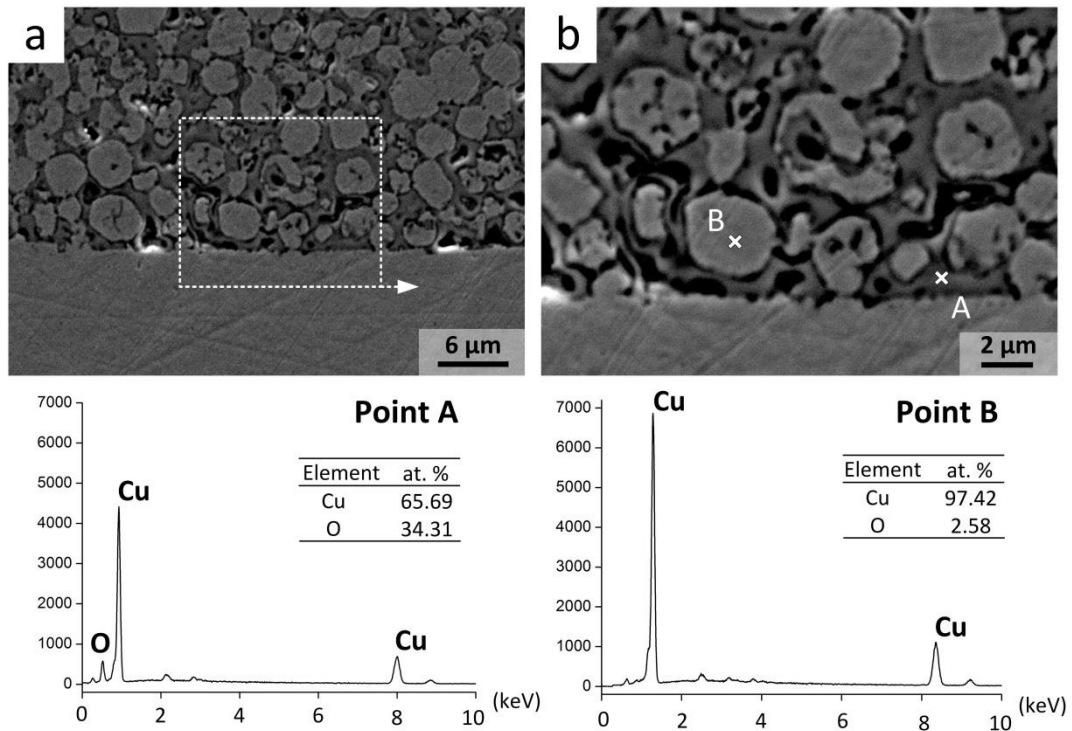 a
6 µm
b
B
A
2 µm
Point A
Element at. %
Cu 65.69
O 34.31
7000
6000
5000
4000
3000
2000
1000
0
Cu
O
Cu
0 2 4 6 8 10 (keV)
Point B
Element at. %
Cu 97.42
O 2.58
7000
6000
5000
4000
3000
2000
1000
0
Cu
Cu
0 2 4 6 8 10 (keV)